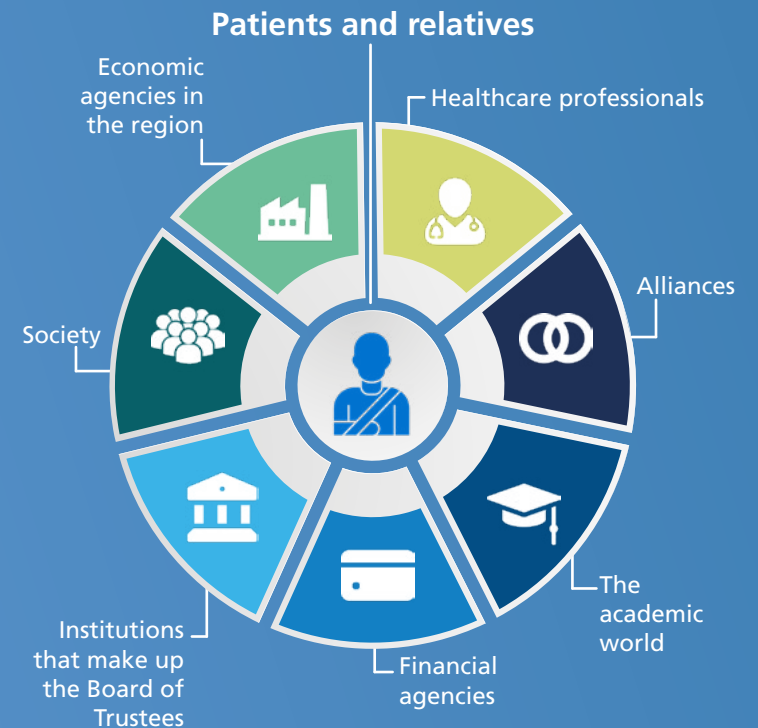 Patients and relatives
Economic
agencies in
the region
Healthcare professionals
Alliances
Society
The
academic
world
Institutions
that make up
the Board of
Trustees
Financial
agencies